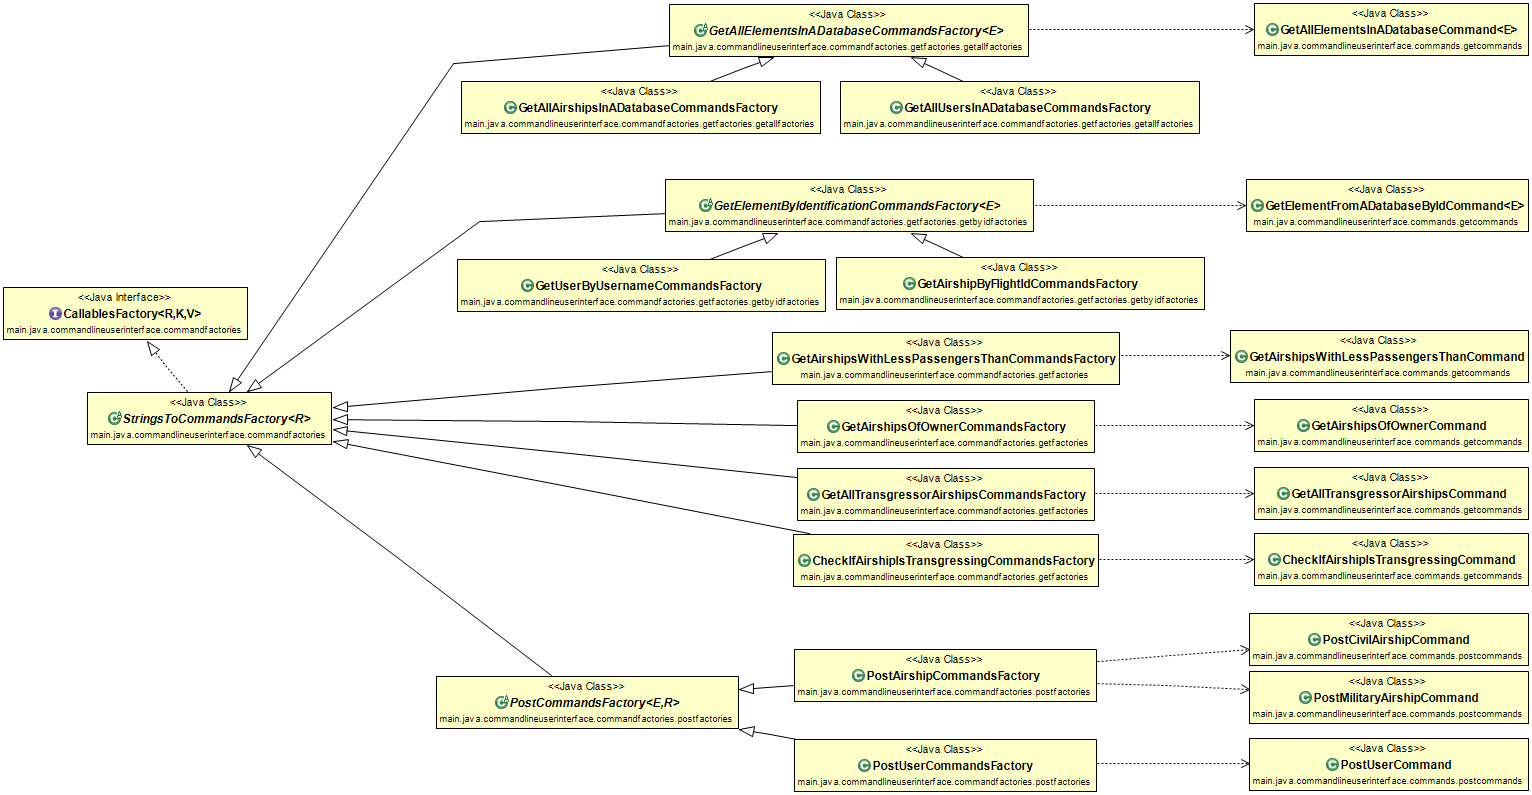 <<Java Class>>
GetAllElementsInADatabaseCommandsFactory<E>
main.java.commandlineuserinterface.commandfactories.getfactories.getallfactories
<<Java Class>>
GetAllElementsInADatabaseCommand<E>
main.java.commandlineuserinterface.commands.getcommands
<<Java Class>>
GetAllAirshipsInADatabaseCommandsFactory
main.java.commandlineuserinterface.commandfactories.getfactories.getallfactories
<<Java Class>>
GetAllUsersInADatabaseCommandsFactory
main.java.commandlineuserinterface.commandfactories.getfactories.getallfactories
<<Java Class>>
GetElementByIdentificationCommandsFactory<E>
main.java.commandlineuserinterface.commandfactories.getfactories.getbyidfactories
<<Java Class>>
GetElementFromADatabaseByIdCommand<E>
main.java.commandlineuserinterface.commands.getcommands
<<Java Class>>
GetUserByUsernameCommandsFactory
main.java.commandlineuserinterface.commandfactories.getfactories.getbyidfactories
<<Java Class>>
GetAirshipByFlightIdCommandsFactory
main.java.commandlineuserinterface.commandfactories.getfactories.getbyidfactories
<<Java Interface>>
CallablesFactory<R,K,V>
main.java.commandlineuserinterface.commandfactories
<<Java Class>>
GetAirshipsWithLessPassengersThanCommandsFactory
main.java.commandlineuserinterface.commandfactories.getfactories
<<Java Class>>
GetAirshipsWithLessPassengersThanCommand
main.java.commandlineuserinterface.commands.getcommands
<<Java Class>>
StringsToCommandsFactory<R>
main.java.commandlineuserinterface.commandfactories
<<Java Class>>
GetAirshipsOfOwnerCommandsFactory
main.java.commandlineuserinterface.commandfactories.getfactories
<<Java Class>>
GetAirshipsOfOwnerCommand
main.java.commandlineuserinterface.commands.getcommands
<<Java Class>>
GetAllTransgressorAirshipsCommandsFactory
main.java.commandlineuserinterface.commandfactories.getfactories
<<Java Class>>
GetAllTransgressorAirshipsCommand
main.java.commandlineuserinterface.commands.getcommands
<<Java Class>>
CheckIfAirshipIsTransgressingCommandsFactory
main.java.commandlineuserinterface.commandfactories.getfactories
<<Java Class>>
CheckIfAirshipIsTransgressingCommand
main.java.commandlineuserinterface.commands.getcommands
<<Java Class>>
PostCivilAirshipCommand
main.java.commandlineuserinterface.commands.postcommands
<<Java Class>>
PostAirshipCommandsFactory
main.java.commandlineuserinterface.commandfactories.postfactories
<<Java Class>>
PostMilitaryAirshipCommand
main.java.commandlineuserinterface.commands.postcommands
<<Java Class>>
PostCommandsFactory<E,R>
main.java.commandlineuserinterface.commandfactories.postfactories
<<Java Class>>
PostUserCommandsFactory
main.java.commandlineuserinterface.commandfactories.postfactories
<<Java Class>>
PostUserCommand
main.java.commandlineuserinterface.commands.postcommands